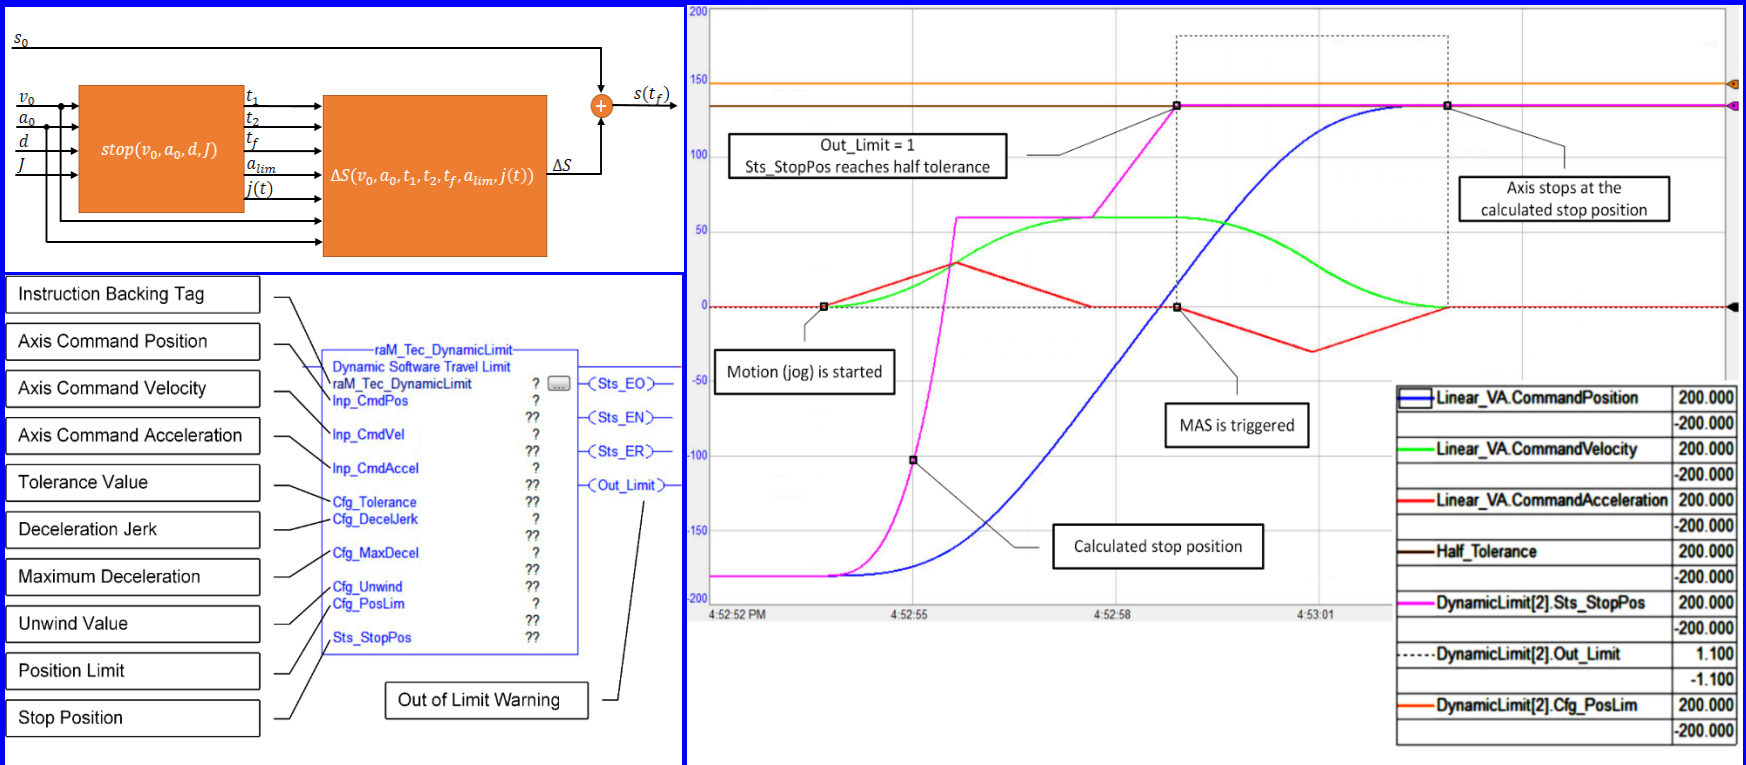 s₀
v₀
a₀
d
J
stop(v₀, a₀, d, J)
t₁
t₂
t_f
a_lim
j(t)
ΔS(v₀, a₀, t₁, t₂, t_f, a_lim, j(t))
ΔS
+
s(t_f)
Instruction Backing Tag
Axis Command Position
Axis Command Velocity
Axis Command Acceleration
Tolerance Value
Deceleration Jerk
Maximum Deceleration
Unwind Value
Position Limit
Stop Position
raM_Tec_DynamicLimit
Dynamic Software Travel Limit
raM_Tec_DynamicLimit ? ...
Inp_CmdPos ?
??
Inp_CmdVel ?
??
Inp_CmdAccel ?
??
Cfg_Tolerance ??
Cfg_DecelJerk ?
??
Cfg_MaxDecel ?
??
Cfg_Unwind ??
Cfg_PosLim ?
??
Sts_StopPos ??
Sts_EO
Sts_EN
Sts_ER
Out_Limit
Out of Limit Warning
200
150
100
50
0
-50
-100
-150
-200
4:52:52 PM
4:52:55
4:52:58
4:53:01
Out_Limit = 1
Sts_StopPos reaches half tolerance
Axis stops at the
calculated stop position
Motion (jog) is started
MAS is triggered
Calculated stop position
Linear_VA.CommandPosition 200.000
-200.000
Linear_VA.CommandVelocity 200.000
-200.000
Linear_VA.CommandAcceleration 200.000
-200.000
Half_Tolerance 200.000
-200.000
DynamicLimit[2].Sts_StopPos 200.000
-200.000
DynamicLimit[2].Out_Limit 1.100
-1.100
DynamicLimit[2].Cfg_PosLim 200.000
-200.000